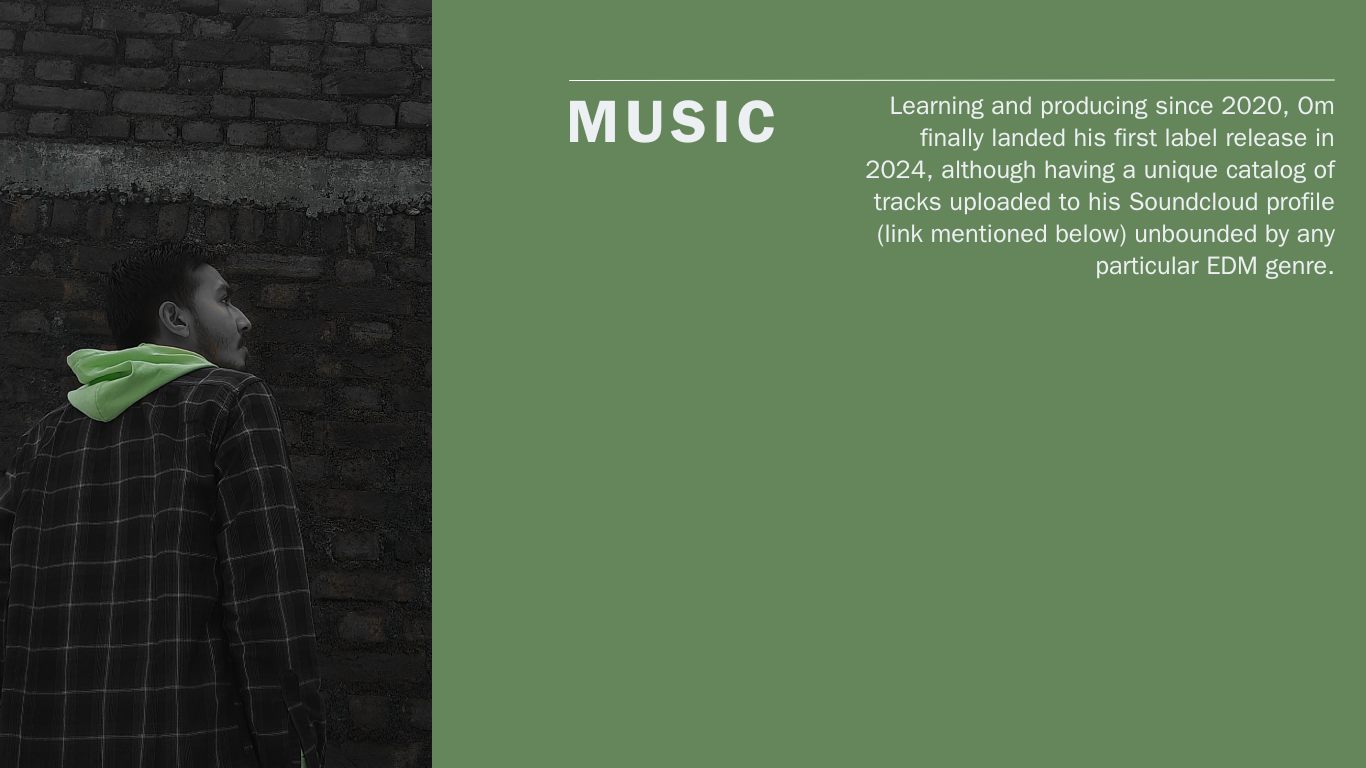 MUSIC
Learning and producing since 2020, Om
finally landed his first label release in
2024, although having a unique catalog of
tracks uploaded to his Soundcloud profile
(link mentioned below) unbounded by any
particular EDM genre.